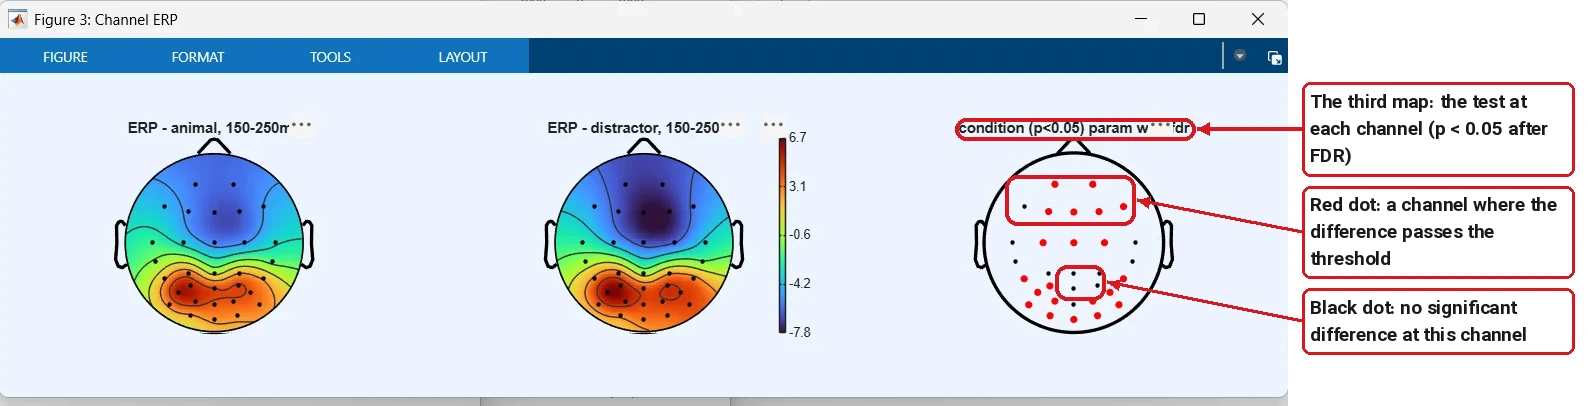 Figure 3: Channel ERP
FIGURE FORMAT TOOLS LAYOUT
ERP - animal, 150-250m...
ERP - distractor, 150-250...
...
condition (p<0.05) param w...fdr
6.7
3.1
-0.6
-4.2
-7.8
The third map: the test at
each channel (p < 0.05 after
FDR)
Red dot: a channel where the
difference passes the
threshold
Black dot: no significant
difference at this channel